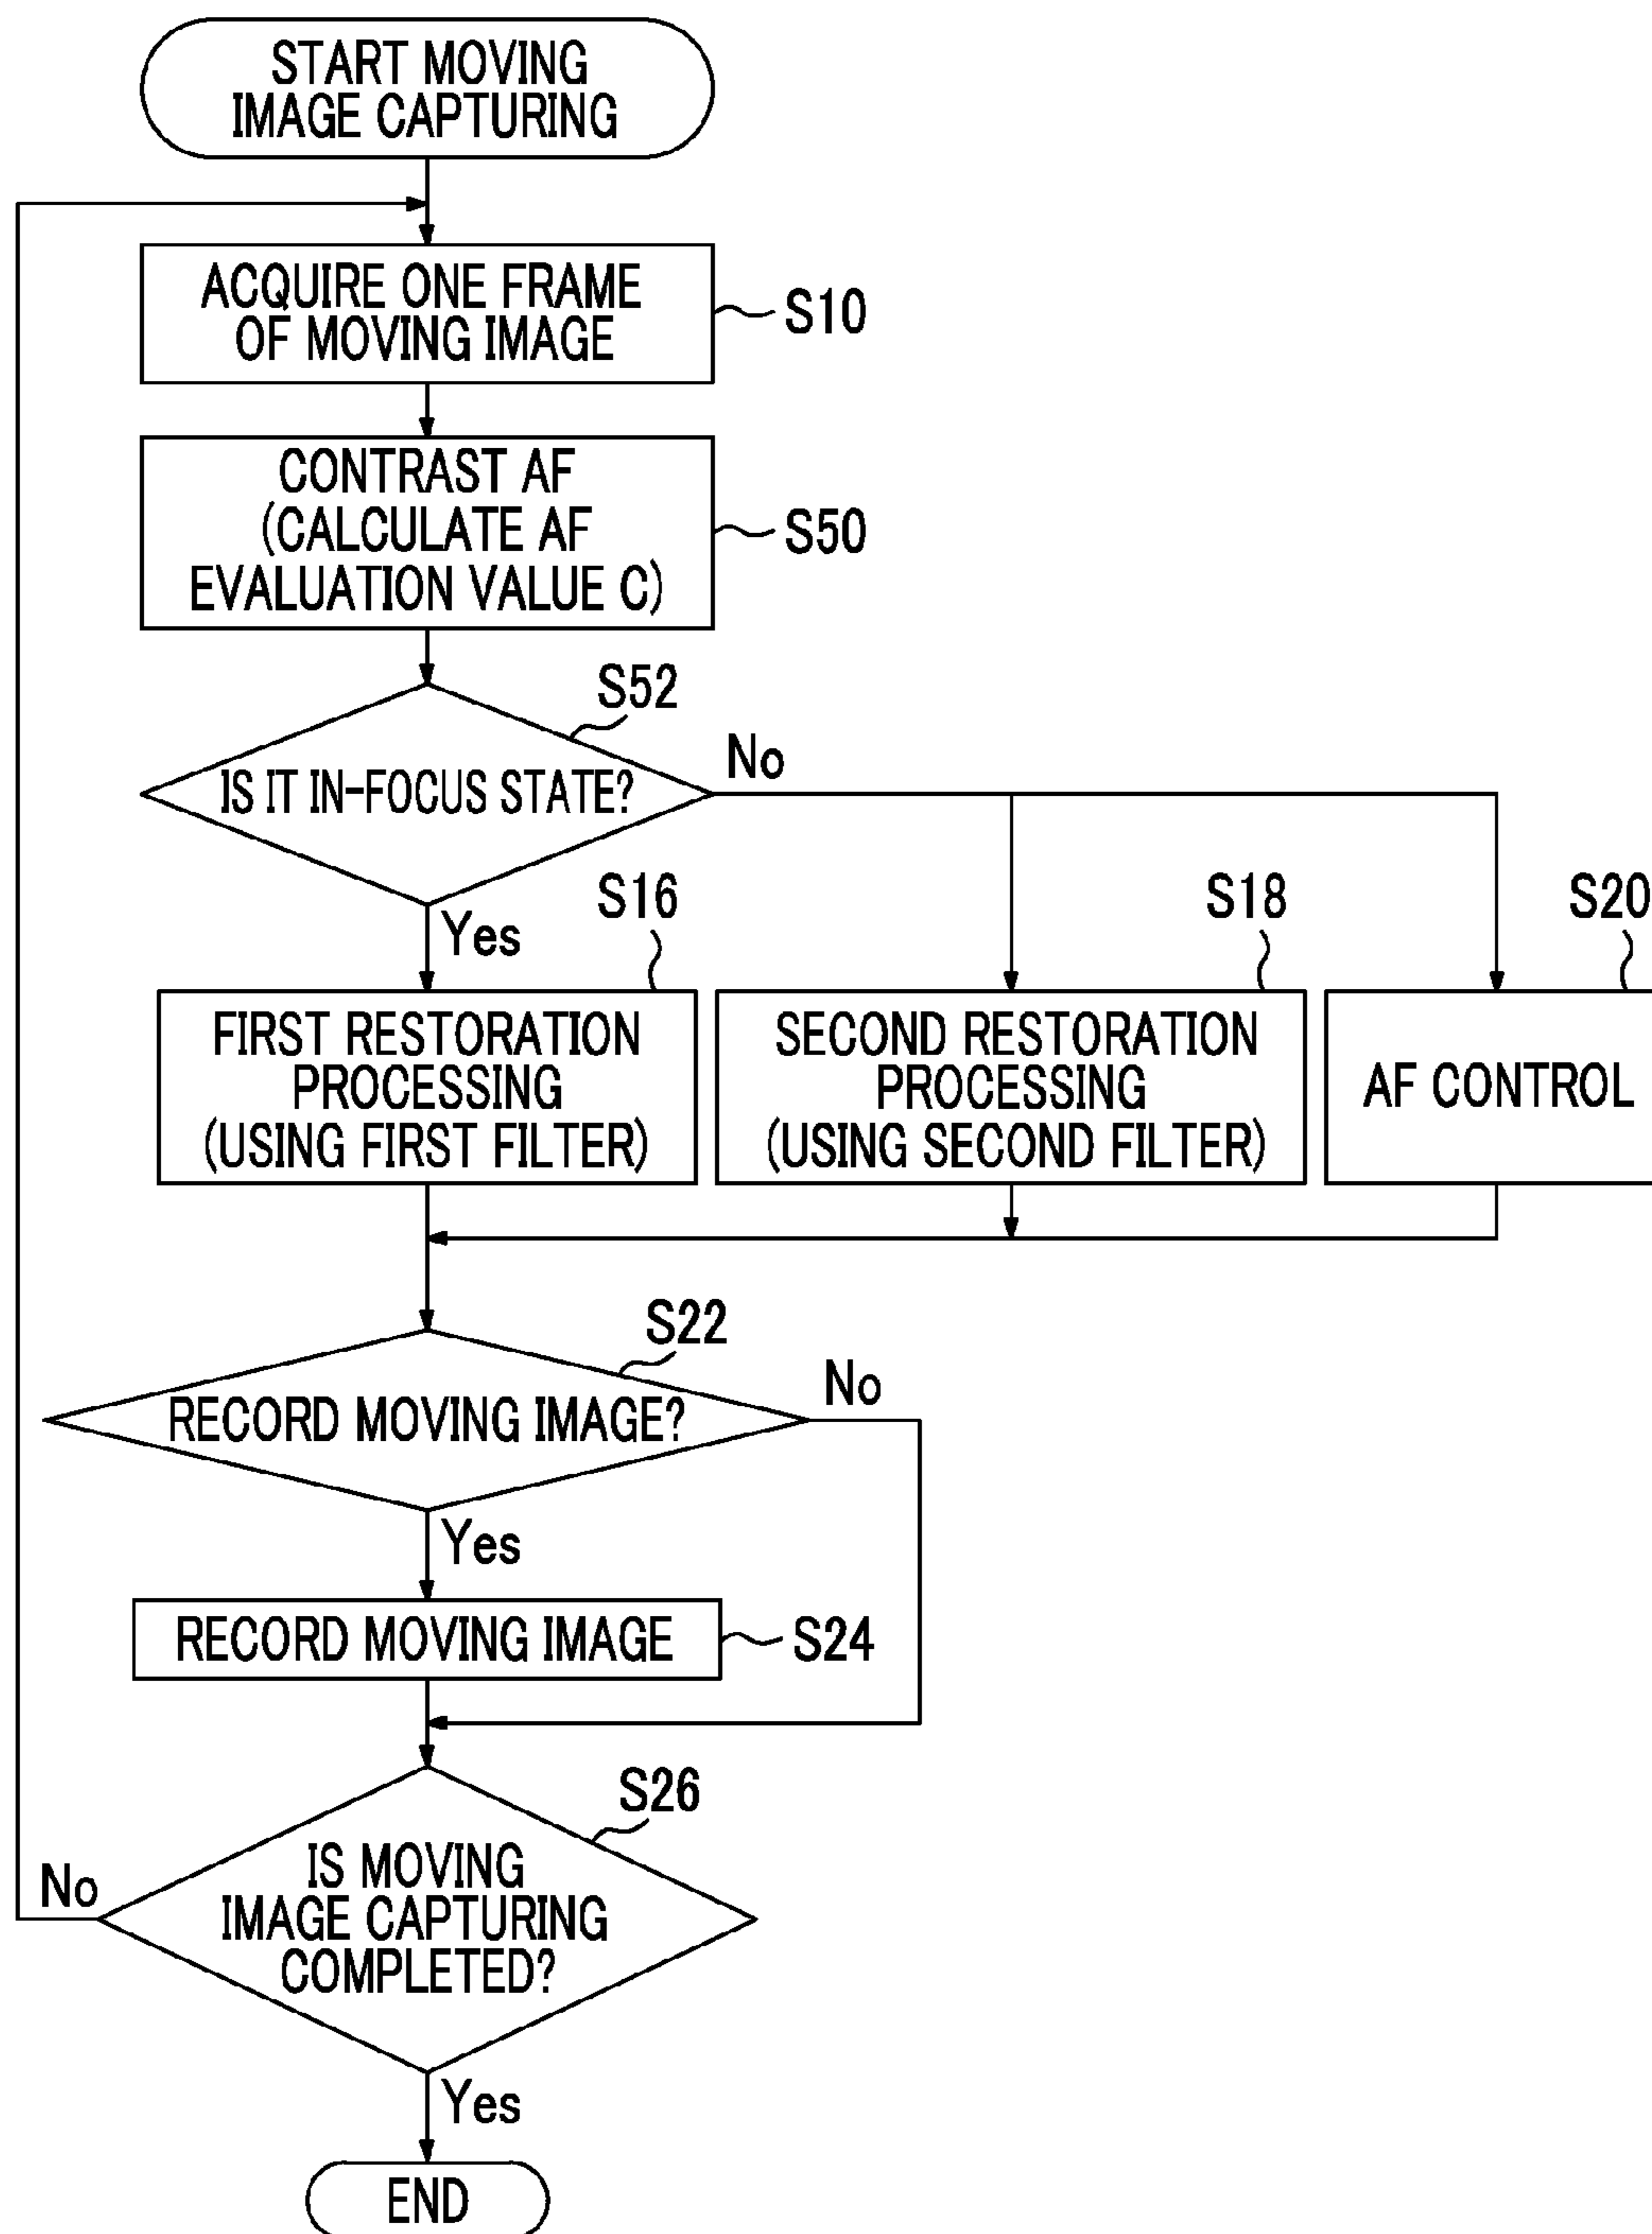 START MOVING
IMAGE CAPTURING
ACQUIRE ONE FRAME
OF MOVING IMAGE
S10
CONTRAST AF
(CALCULATE AF
EVALUATION VALUE C)
S50
S52
IS IT IN-FOCUS STATE?
No
Yes
S16
FIRST RESTORATION
PROCESSING
(USING FIRST FILTER)
S18
SECOND RESTORATION
PROCESSING
(USING SECOND FILTER)
S20
AF CONTROL
S22
RECORD MOVING IMAGE?
No
Yes
RECORD MOVING IMAGE
S24
S26
IS MOVING
IMAGE CAPTURING
COMPLETED?
No
Yes
END